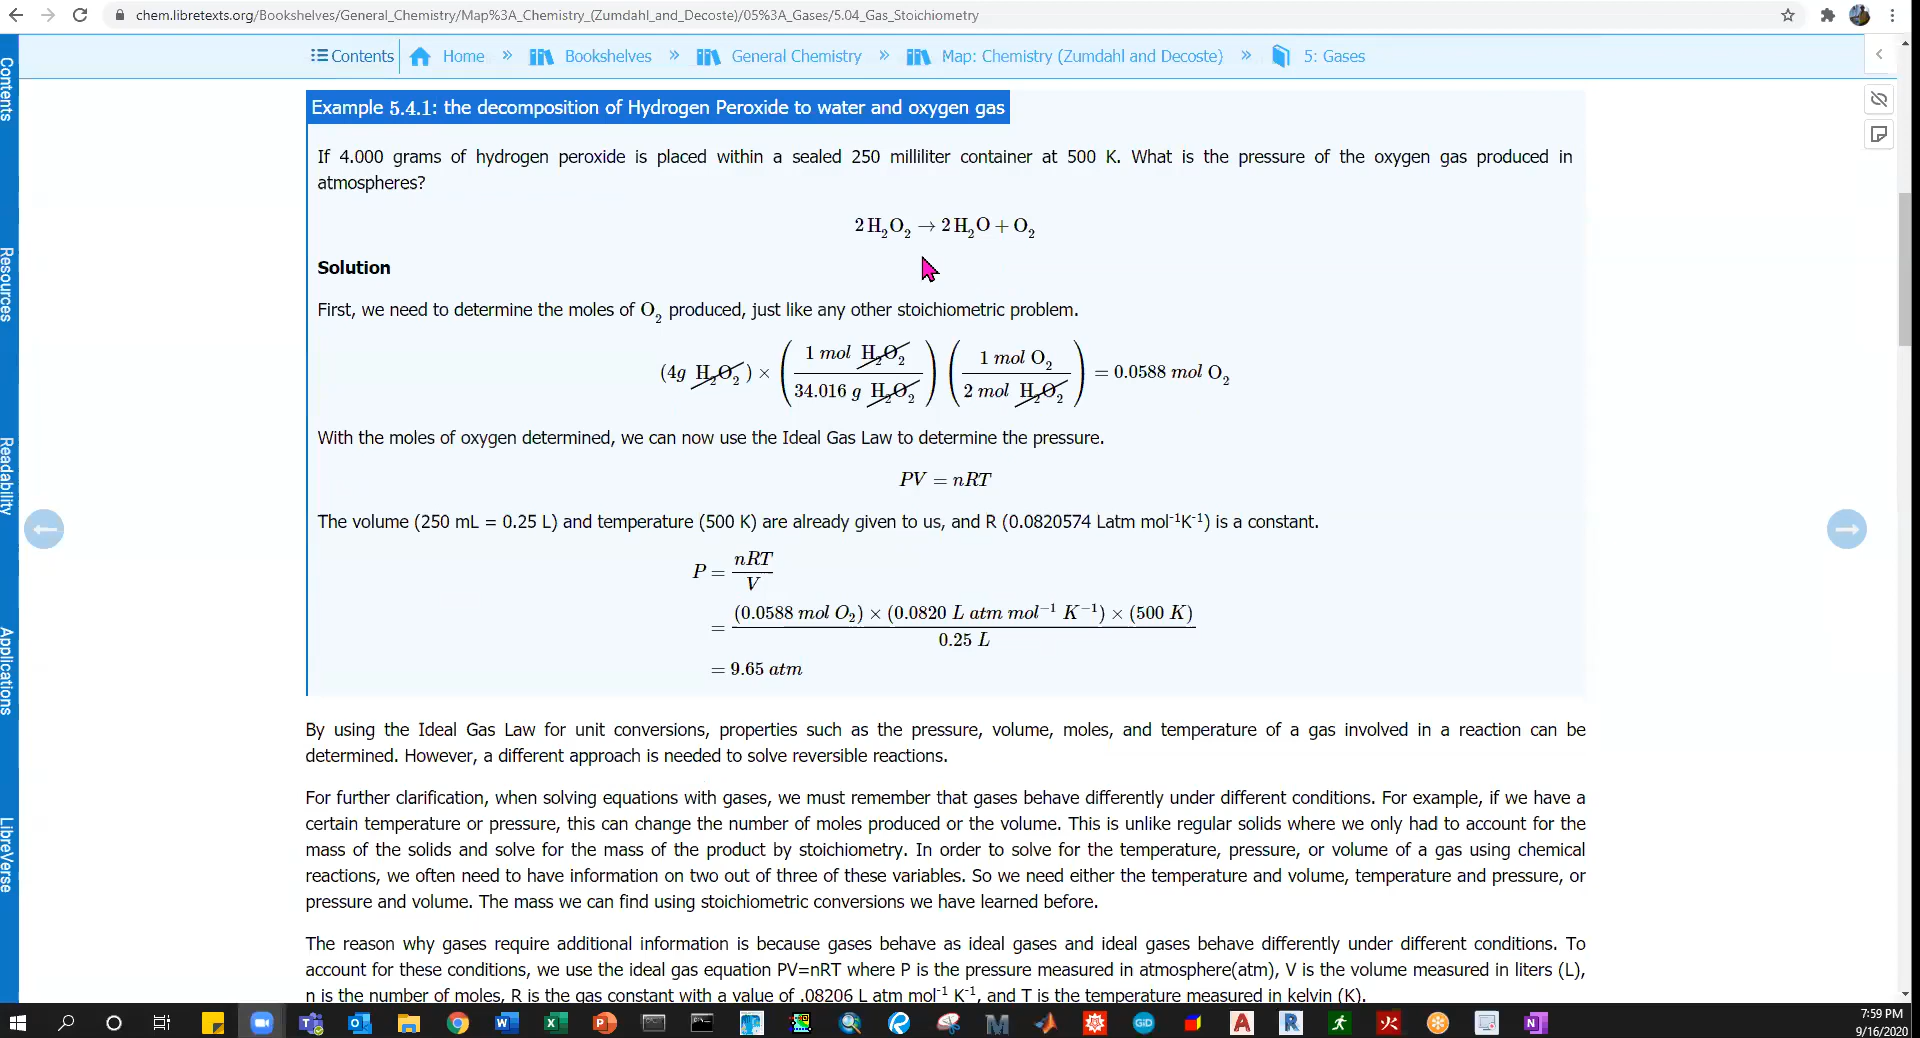 chem.libretexts.org/Bookshelves/General_Chemistry/Map%3A_Chemistry_(Zumdahl_and_Decoste)/05%3A_Gases/5.04_Gas_Stoichiometry
Contents Home » Bookshelves » General Chemistry » Map: Chemistry (Zumdahl and Decoste) » 5: Gases
Contents
Resources
Readability
Applications
LibreVerse
Example 5.4.1: the decomposition of Hydrogen Peroxide to water and oxygen gas
If 4.000 grams of hydrogen peroxide is placed within a sealed 250 milliliter container at 500 K. What is the pressure of the oxygen gas produced in
atmospheres?
2 H₂O₂ → 2 H₂O + O₂
Solution
First, we need to determine the moles of O₂ produced, just like any other stoichiometric problem.
(4g H₂O₂) × (1 mol H₂O₂ / 34.016 g H₂O₂) (1 mol O₂ / 2 mol H₂O₂) = 0.0588 mol O₂
With the moles of oxygen determined, we can now use the Ideal Gas Law to determine the pressure.
PV = nRT
The volume (250 mL = 0.25 L) and temperature (500 K) are already given to us, and R (0.0820574 Latm mol⁻¹K⁻¹) is a constant.
P = nRT / V
= (0.0588 mol O₂) × (0.0820 L atm mol⁻¹ K⁻¹) × (500 K) / 0.25 L
= 9.65 atm
By using the Ideal Gas Law for unit conversions, properties such as the pressure, volume, moles, and temperature of a gas involved in a reaction can be
determined. However, a different approach is needed to solve reversible reactions.
For further clarification, when solving equations with gases, we must remember that gases behave differently under different conditions. For example, if we have a
certain temperature or pressure, this can change the number of moles produced or the volume. This is unlike regular solids where we only had to account for the
mass of the solids and solve for the mass of the product by stoichiometry. In order to solve for the temperature, pressure, or volume of a gas using chemical
reactions, we often need to have information on two out of three of these variables. So we need either the temperature and volume, temperature and pressure, or
pressure and volume. The mass we can find using stoichiometric conversions we have learned before.
The reason why gases require additional information is because gases behave as ideal gases and ideal gases behave differently under different conditions. To
account for these conditions, we use the ideal gas equation PV=nRT where P is the pressure measured in atmosphere(atm), V is the volume measured in liters (L),
n is the number of moles, R is the gas constant with a value of .08206 L atm mol⁻¹ K⁻¹, and T is the temperature measured in kelvin (K).
7:59 PM
9/16/2020